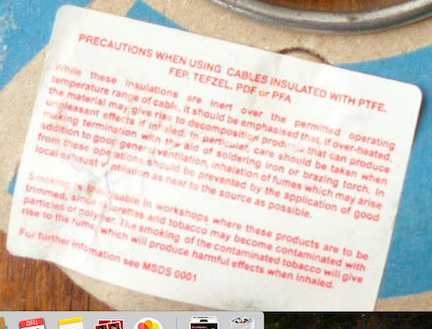 PRECAUTIONS WHEN USING CABLES INSULATED WITH PTFE.
FEP, TEFZEL, PDF or PFA
While these insulations are inert over the permitted operating
temperature range of cable, it should be emphasised that, if over-heated,
the material may give rise to decomposition that can produce
unpleasant effects if inhaled. In particular, care should be taken when
making termination with the aid of soldering iron or brazing torch. In
addition to good general ventilation, inhalation of fumes which may arise
from these operations should be prevented by the application of good
local exhaust ventilation as near to the source as possible.
Smoking is in workshops where these products are to be
trimmed, since cigarettes and tobacco may become contaminated with
particles of polymer. The smoking of the contaminated tobacco will give
rise to the fume which will produce harmful effects when inhaled.
For further infomation see MSDS 0001